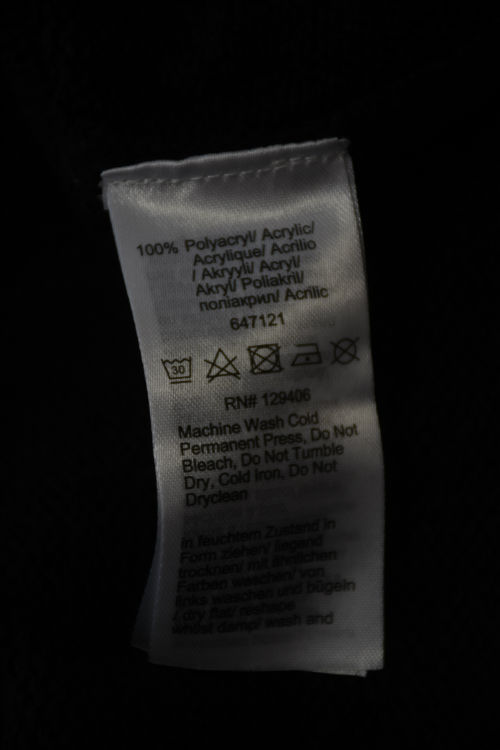 100% Polyacryl/ Acrylic/
Acrylique/ Acrilio
/ Akryyli/ Acryl/
Akryl/ Poliakril/
поліакрил/ Acrilic
647121
30
RN# 129406
Machine Wash Cold
Permanent Press, Do Not
Bleach, Do Not Tumble
Dry, Cold Iron, Do Not
Dryclean
in feuchtem Zustand in
Form ziehen/ liegend
trocknen/ mit ähnlichen
Farben waschen/ von
links waschen und bügeln
/ dry flat/ reshape
whilst damp/ wash and